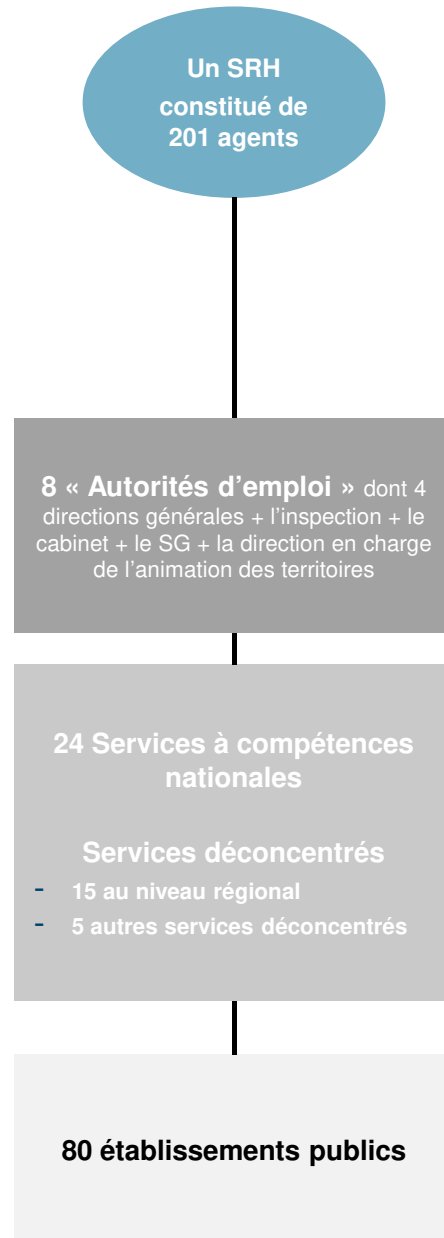 Un SRH
constitué de
201 agents
8 « Autorités d’emploi » dont 4
directions générales + l’inspection + le
cabinet + le SG + la direction en charge
de l’animation des territoires
24 Services à compétences
nationales
Services déconcentrés
- 15 au niveau régional
- 5 autres services déconcentrés
80 établissements publics